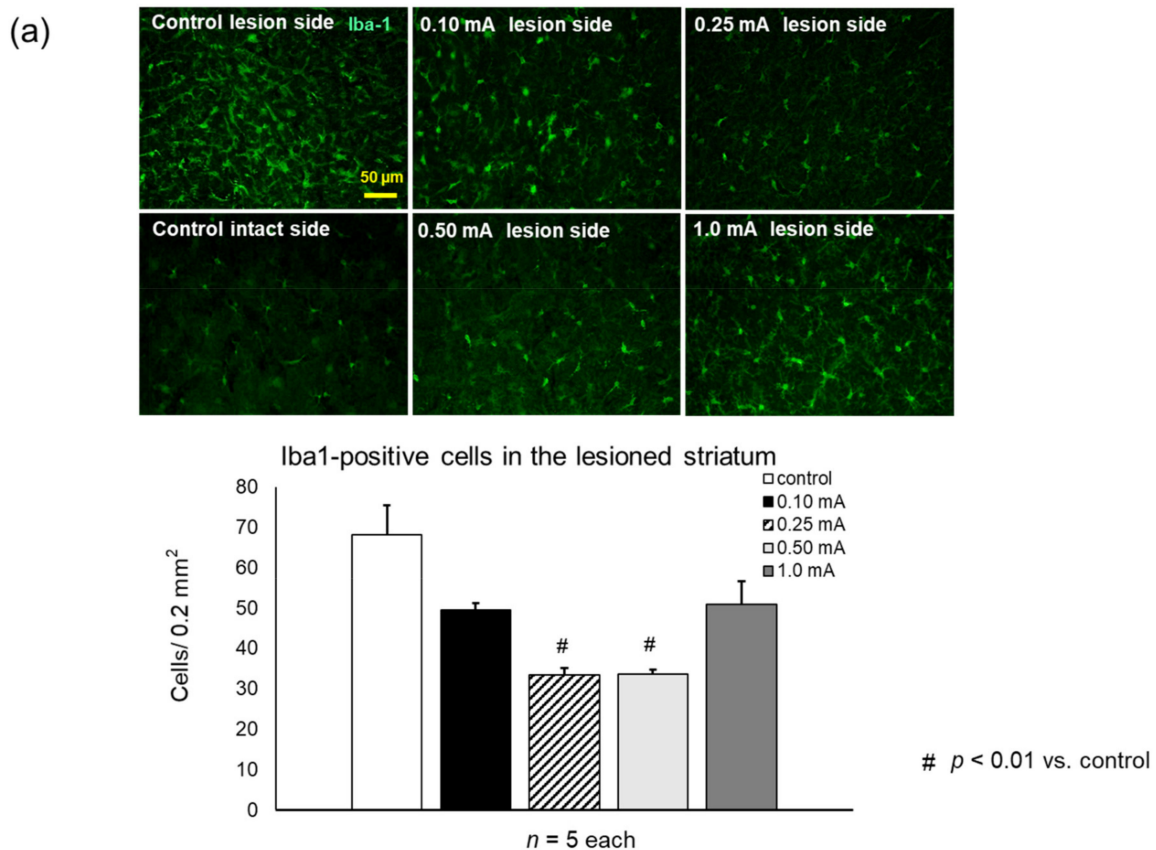 (a)
Control lesion side Iba-1
0.10 mA lesion side
0.25 mA lesion side
50 µm
Control intact side
0.50 mA lesion side
1.0 mA lesion side
Iba1-positive cells in the lesioned striatum
control
0.10 mA
0.25 mA
0.50 mA
1.0 mA
Cells/ 0.2 mm²
80
70
60
50
40
30
20
10
0
#
#
# p < 0.01 vs. control
n = 5 each